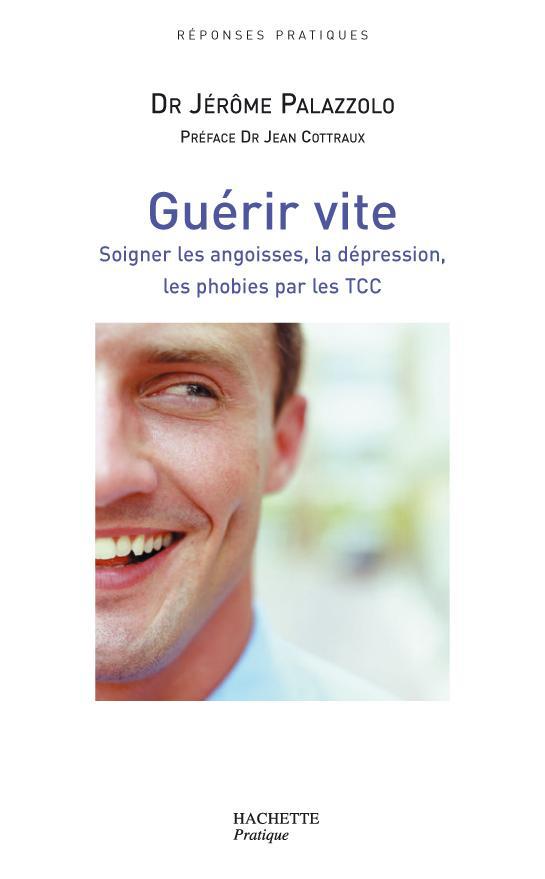 RÉPONSES PRATIQUES
DR JÉRÔME PALAZZOLO
PRÉFACE DR JEAN COTTRAUX
Guérir vite
Soigner les angoisses, la dépression,
les phobies par les TCC
HACHETTE
Pratique